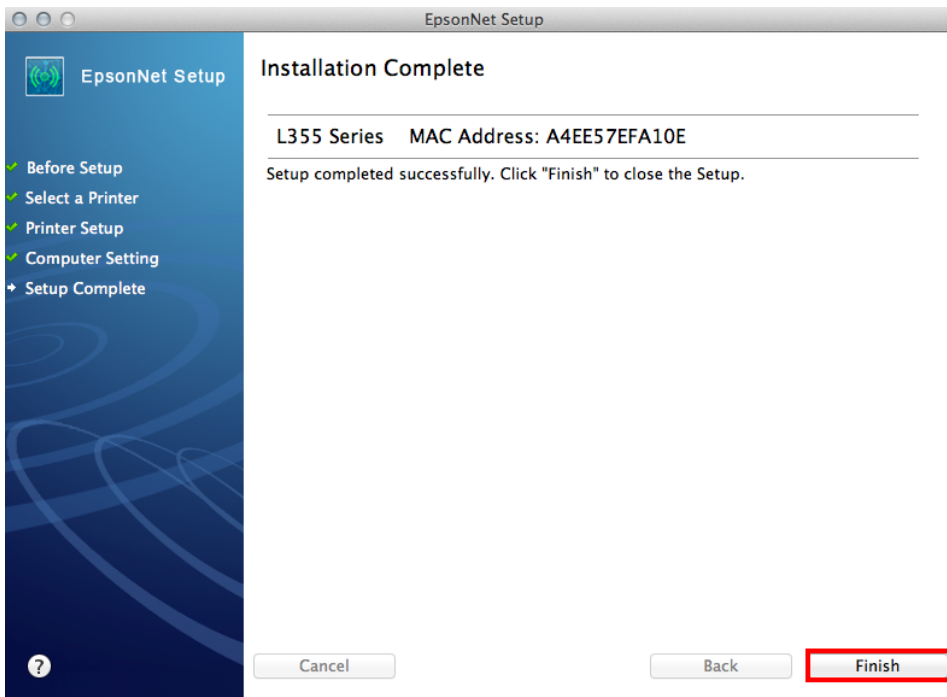 EpsonNet Setup
EpsonNet Setup
Before Setup
Select a Printer
Printer Setup
Computer Setting
Setup Complete
Installation Complete
L355 Series MAC Address: A4EE57EFA10E
Setup completed successfully. Click "Finish" to close the Setup.
?
Cancel
Back
Finish